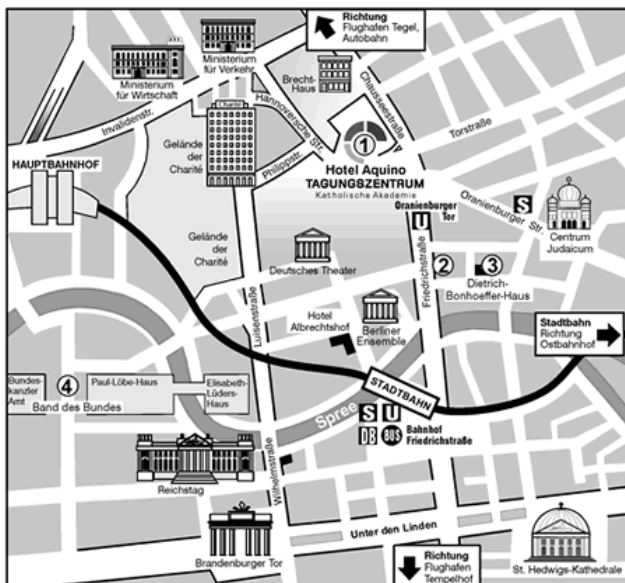 Richtung
Flughafen Tegel,
Autobahn
Ministerium
für Verkehr
Ministerium
für Wirtschaft
Brecht-
Haus
Chausseestraße
Invalidenstr.
Hannoversche Str.
Charité
Torstraße
Gelände
der
Charité
Philippstr.
1
Hotel Aquino
TAGUNGSZENTRUM
Katholische Akademie
HAUPTBAHNHOF
Oranienburger
Tor
U
S
Oranienburger Str.
Centrum
Judaicum
Gelände
der
Charité
Deutsches Theater
Friedrichstraße
2
3
Dietrich-
Bonhoeffer-Haus
Luisenstraße
Hotel
Albrechtshof
Berliner
Ensemble
Stadtbahn
Richtung
Ostbahnhof
Bundes-
kanzler
Amt
4
Paul-Löbe-Haus
Elisabeth-
Lüders-
Haus
Band des Bundes
STADTBAHN
Spree
S U
DB BUS
Bahnhof
Friedrichstraße
Reichstag
Wilhelmstraße
Unter den Linden
Brandenburger Tor
Richtung
Flughafen
Tempelhof
St. Hedwigs-Kathedrale